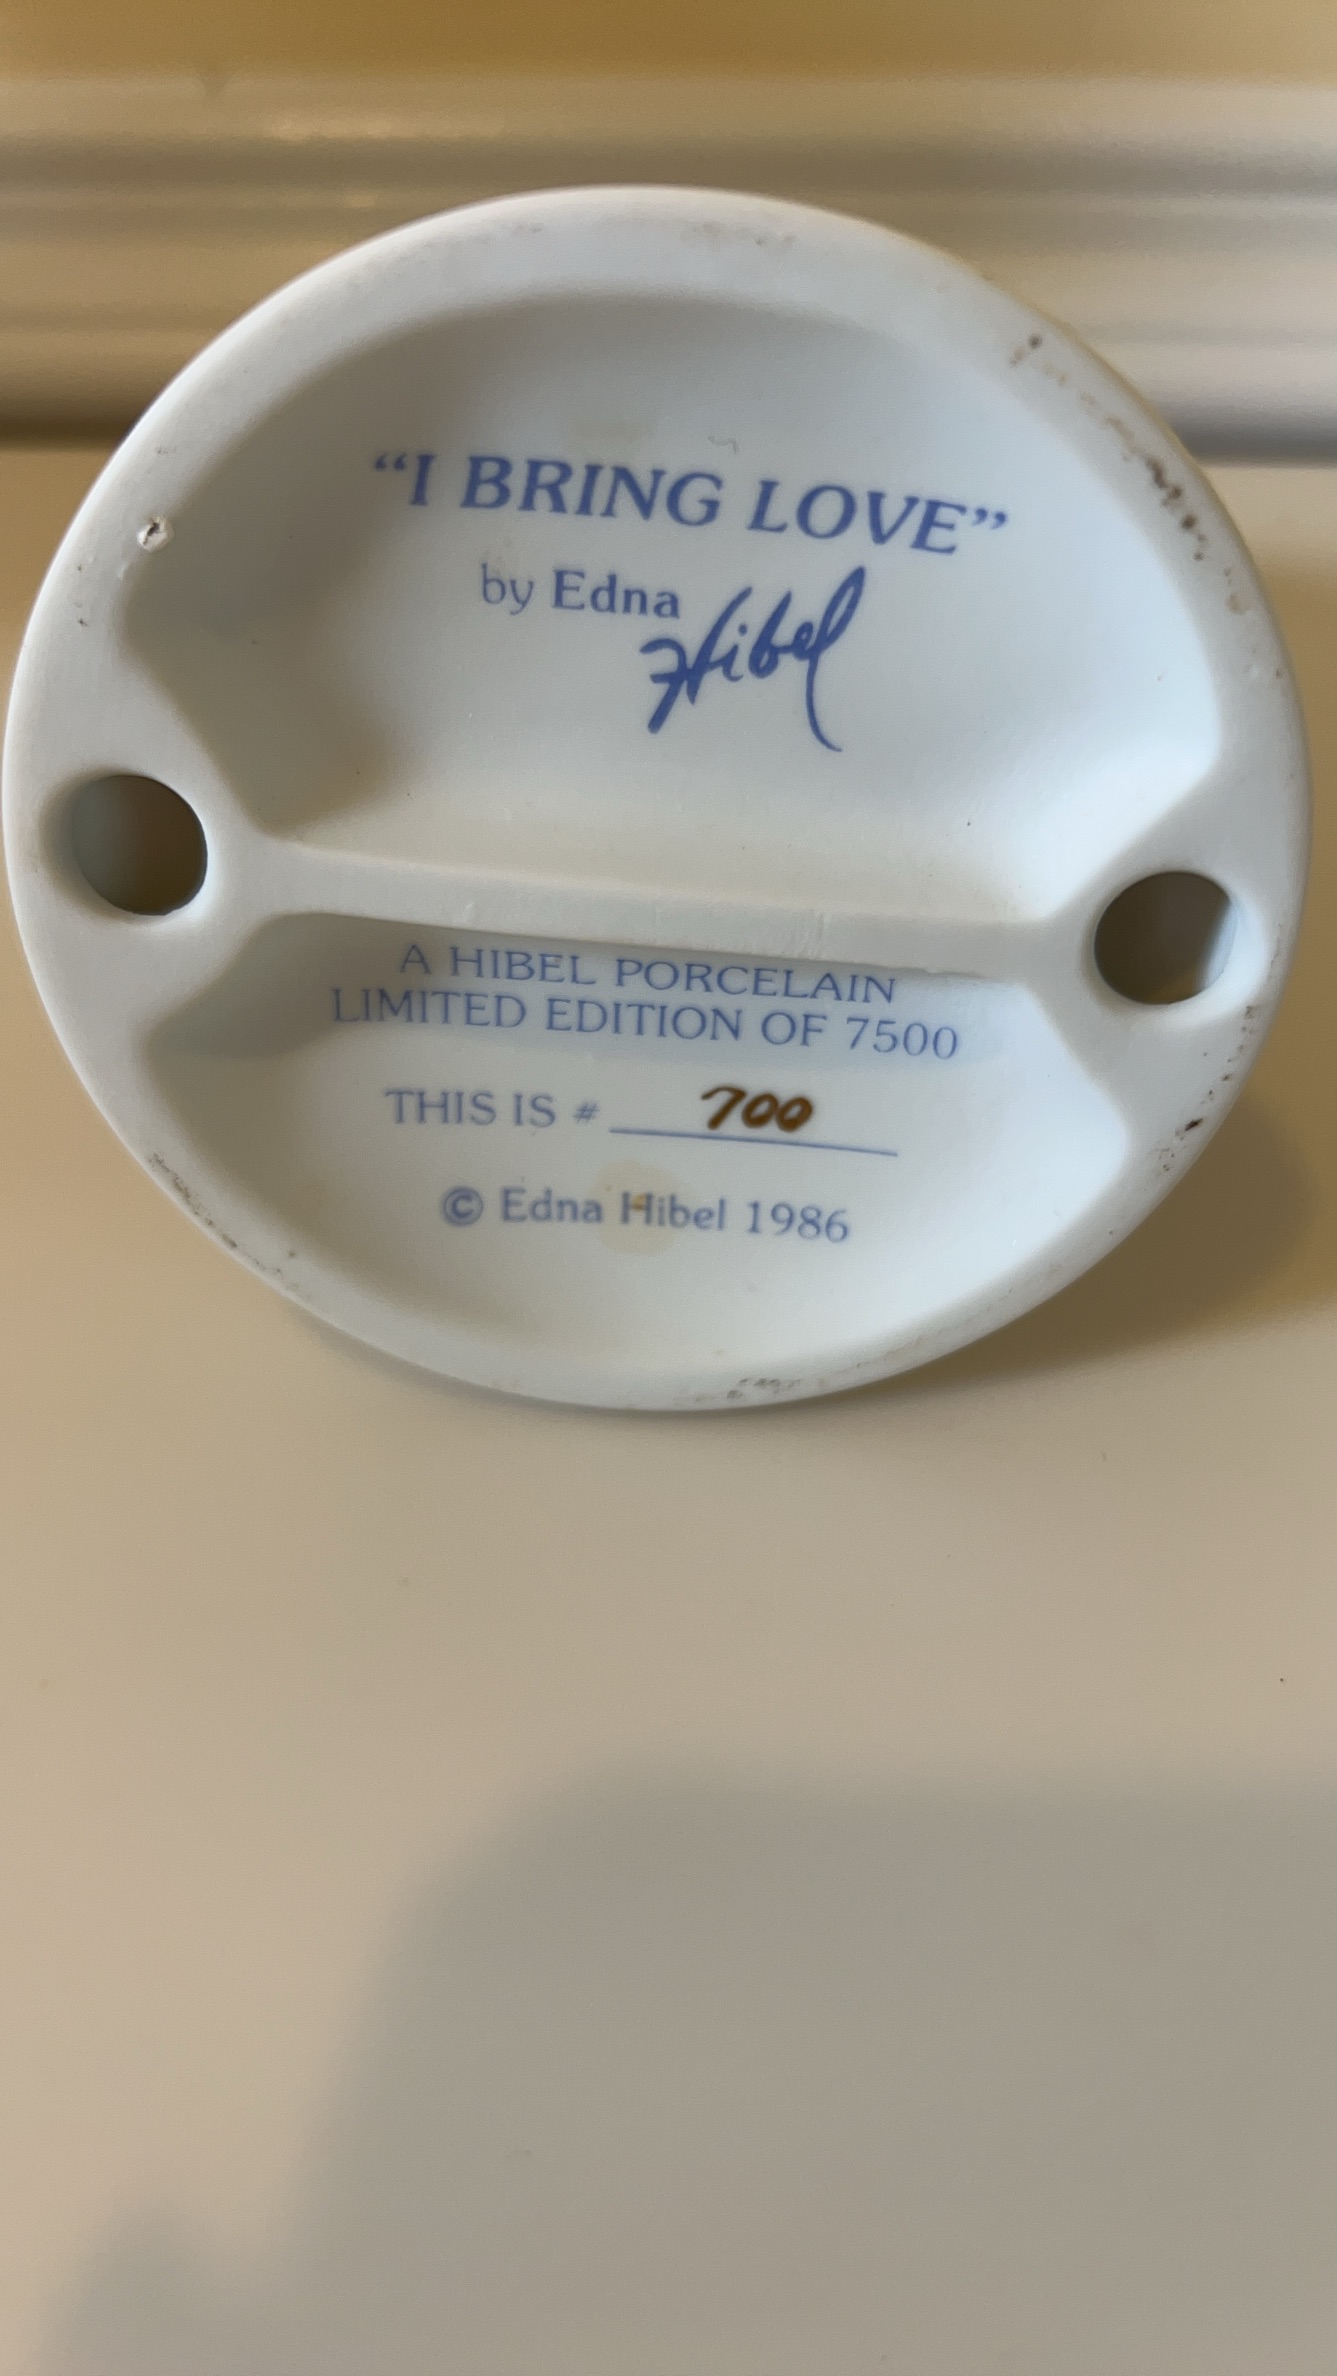 “I BRING LOVE”
by Edna Hibel
A HIBEL PORCELAIN
LIMITED EDITION OF 7500
THIS IS # 700
© Edna Hibel 1986